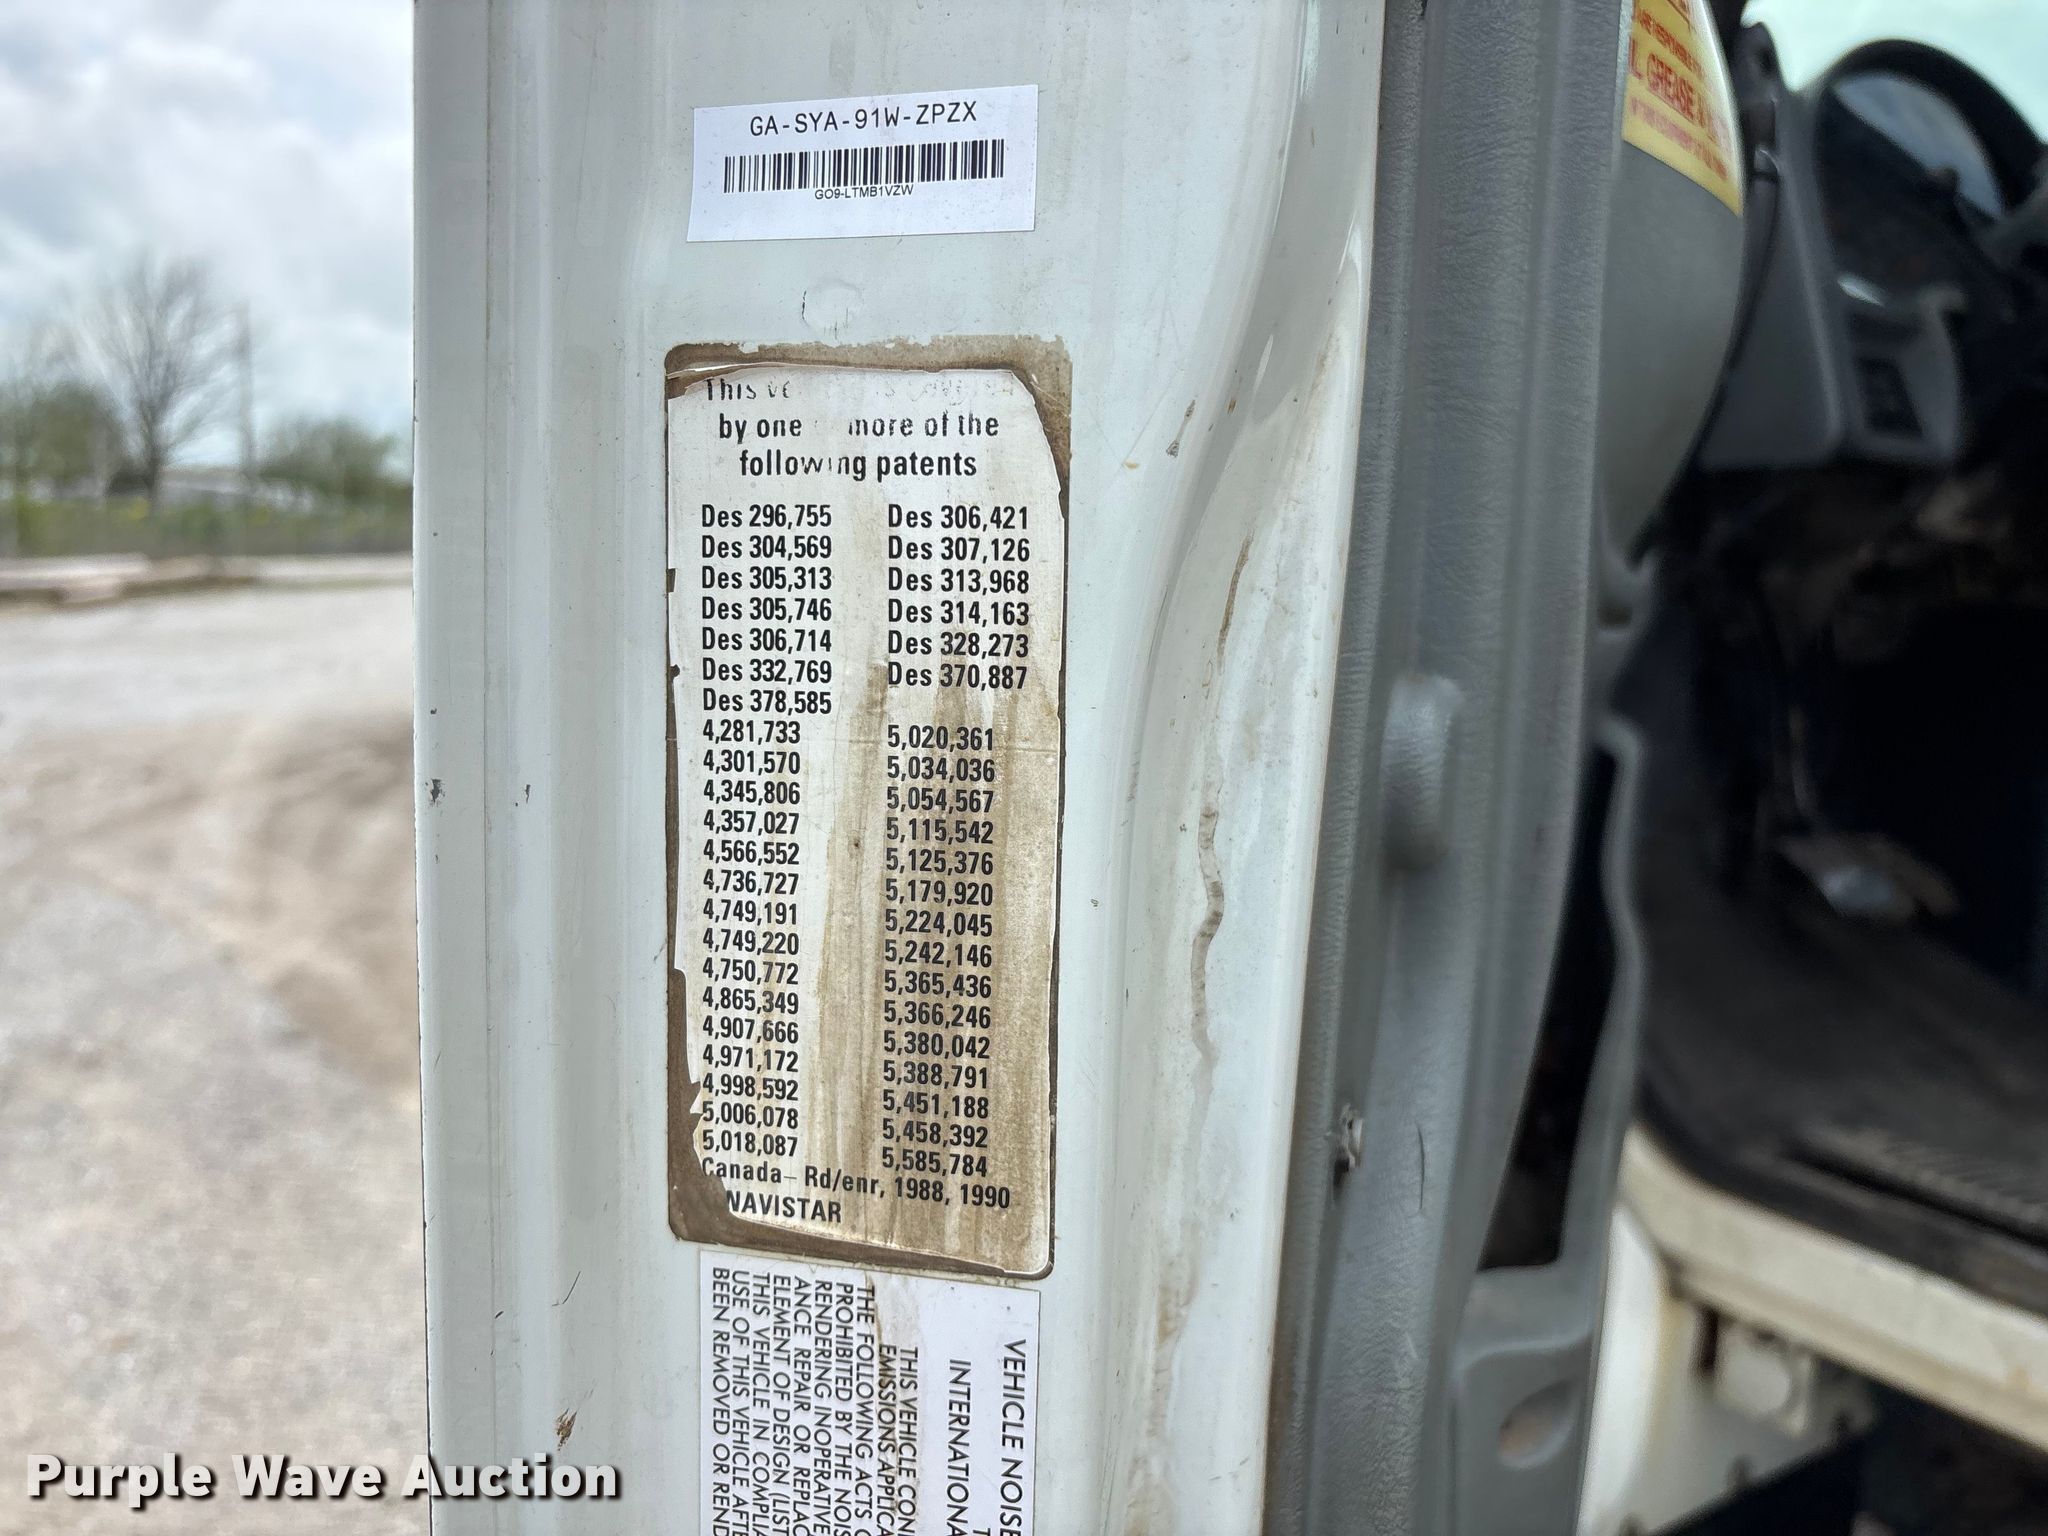 GA-SYA-91W-ZPZX
GO9-LTMB1VZW
This
by one more of the
following patents
Des 296,755 Des 306,421
Des 304,569 Des 307,126
Des 305,313 Des 313,968
Des 305,746 Des 314,163
Des 306,714 Des 328,273
Des 332,769 Des 370,887
Des 378,585
4,281,733 5,020,361
4,301,570 5,034,036
4,345,806 5,054,567
4,357,027 5,115,542
4,566,552 5,125,376
4,736,727 5,179,920
4,749,191 5,224,045
4,749,220 5,242,146
4,750,772 5,365,436
4,865,349 5,366,246
4,907,666 5,380,042
4,971,172 5,388,791
4,998,592 5,451,188
5,006,078 5,458,392
5,018,087 5,585,784
Canada- Rd/enr, 1988, 1990
NAVISTAR
VEHICLE NOISE
INTERNATIONA
THIS VEHICLE CON
EMISSIONS APPLICA
THE FOLLOWING ACTS
PROHIBITED BY THE NOIS
RENDERING INOPERATIVE
ANCE REPAIR OR REPLAC
ELEMENT OF DESIGN (LIST
THIS VEHICLE IN COMPLIA
USE OF THIS VEHICLE AFTE
BEEN REMOVED OR REND
L GREASE
Purple Wave Auction